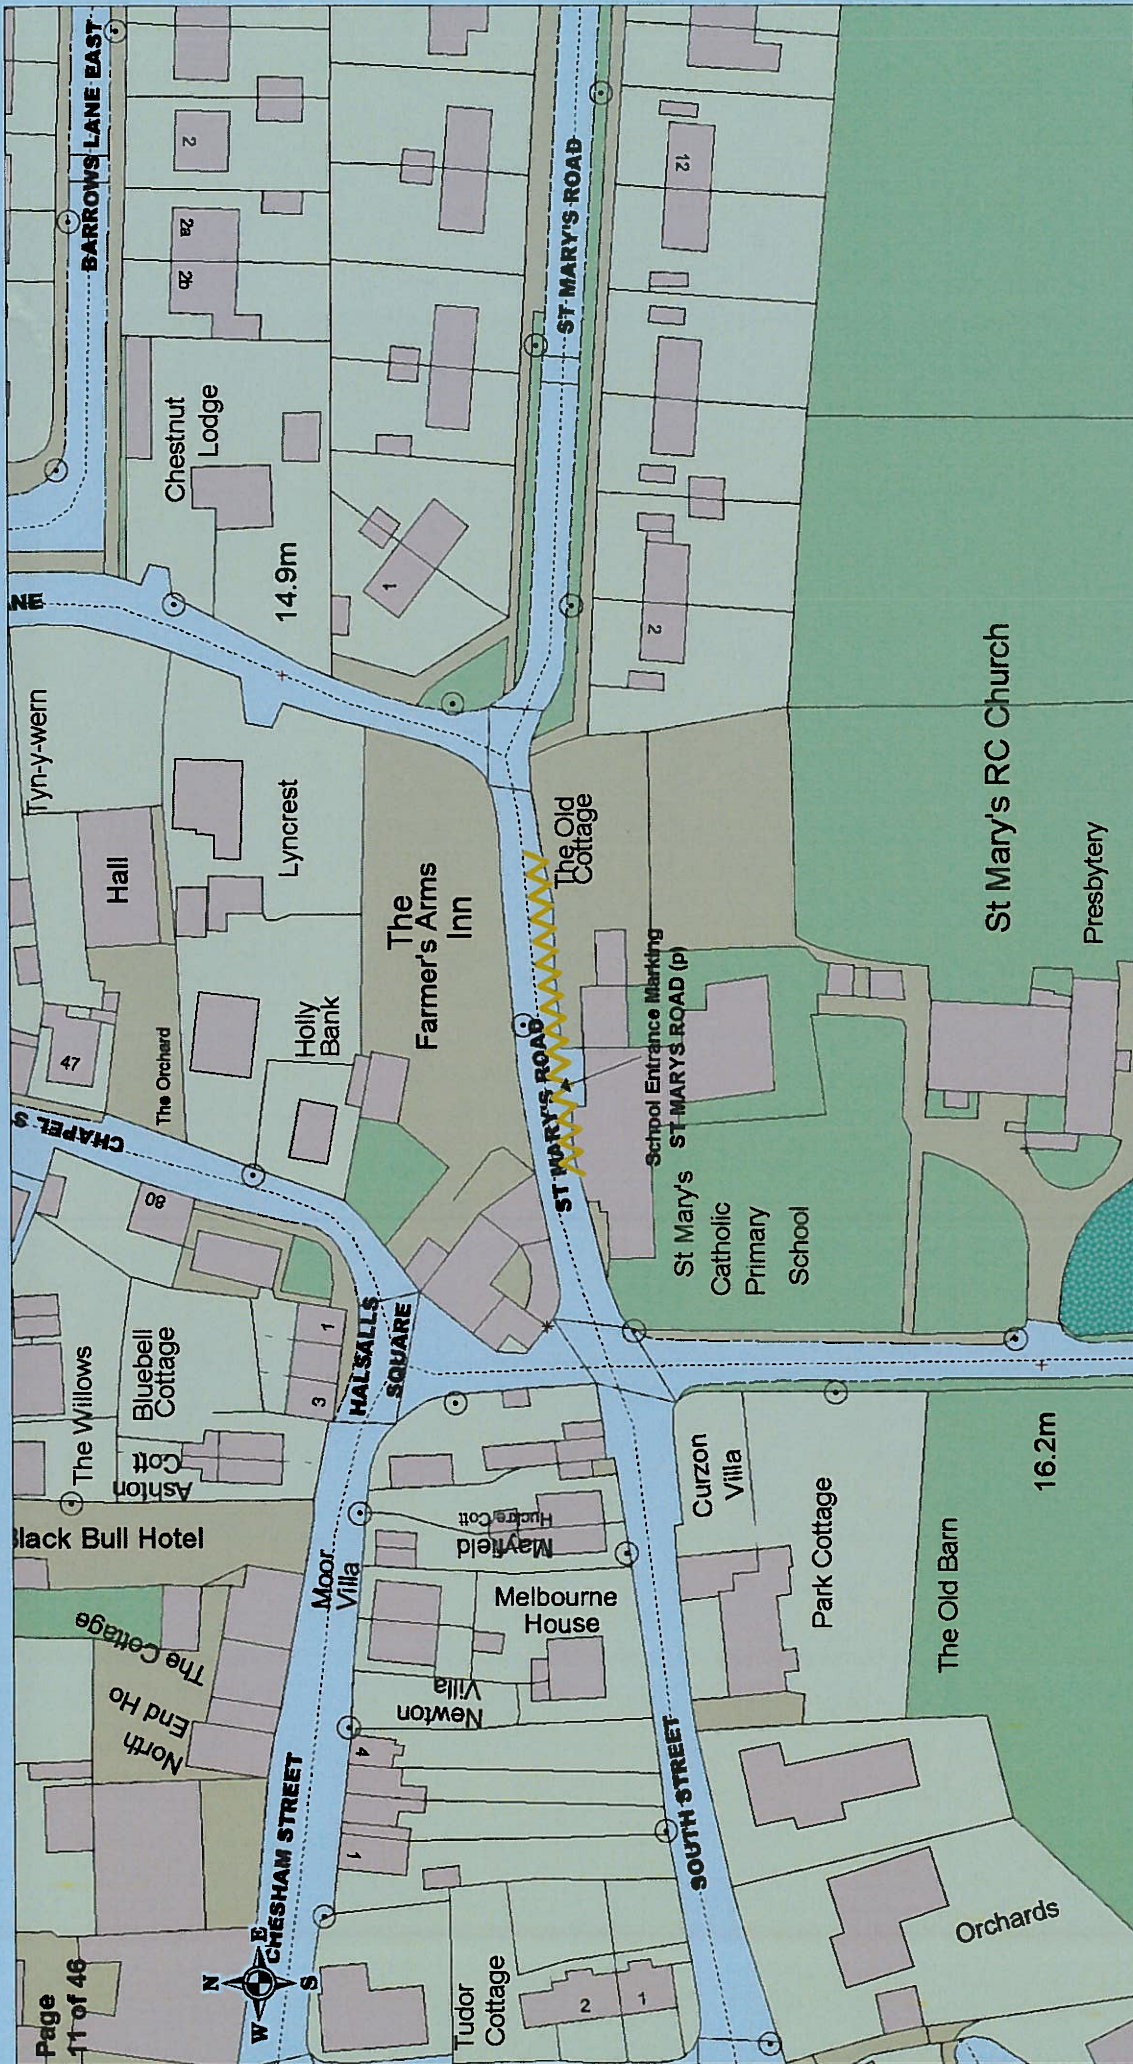 Page
11 of 46
N
E
S
W
CHESHAM STREET
North
End Ho
The Cottage
Black Bull Hotel
The Willows
Bluebell
Cottage
Ashton
Cott
3
1
HALSALLS
SQUARE
80
CHAPEL S
47
The Orchard
Hall
Tyn-y-wern
Holly
Bank
Lyncrest
The
Farmer's Arms
Inn
ANE
14.9m
Chestnut
Lodge
BARROWS LANE EAST
2
2a
2b
1
ST MARY'S ROAD
12
2
The Old
Cottage
ST MARY'S ROAD
School Entrance Marking
ST MARYS ROAD (p)
St Mary's
Catholic
Primary
School
St Mary's RC Church
Presbytery
Moor
Villa
Mayfield
Huckre Cott
Melbourne
House
Newton
Villa
4
1
Tudor
Cottage
2
1
SOUTH STREET
Curzon
Villa
Park Cottage
The Old Barn
16.2m
Orchards